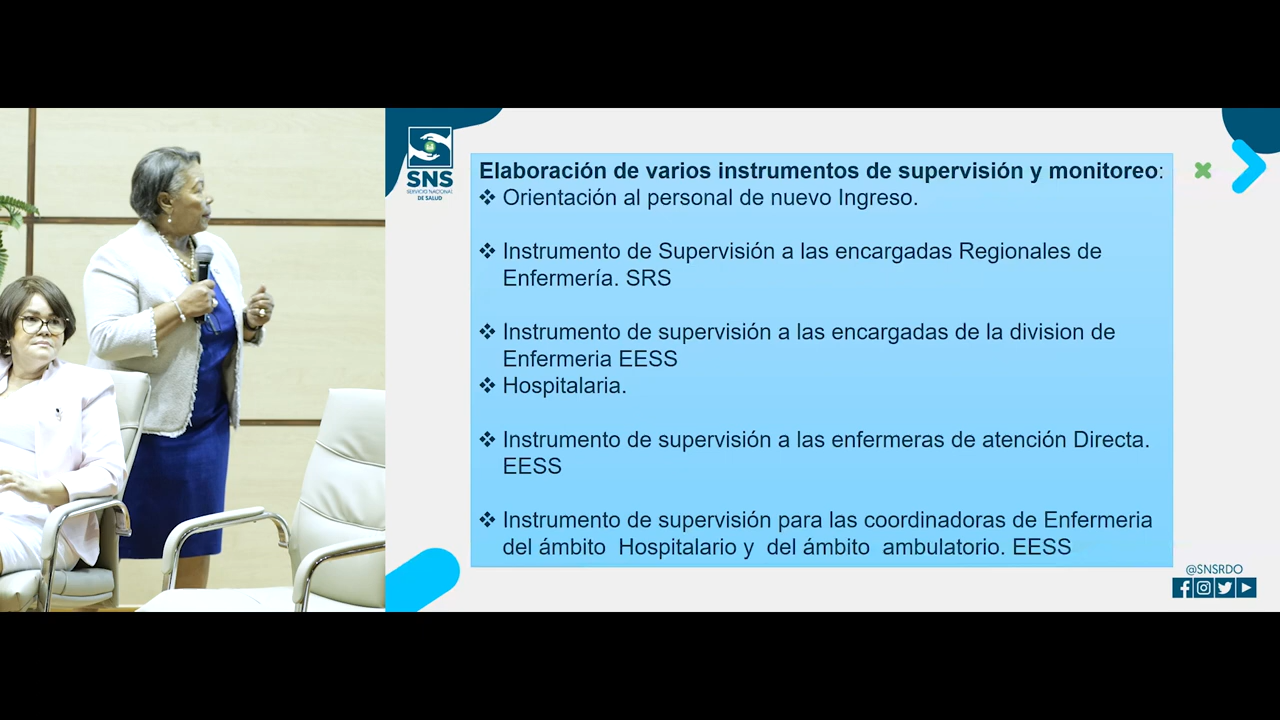 SNS
SERVICIO NACIONAL
DE SALUD
Elaboración de varios instrumentos de supervisión y monitoreo:
❖ Orientación al personal de nuevo Ingreso.
❖ Instrumento de Supervisión a las encargadas Regionales de
Enfermería. SRS
❖ Instrumento de supervisión a las encargadas de la division de
Enfermeria EESS
❖ Hospitalaria.
❖ Instrumento de supervisión a las enfermeras de atención Directa.
EESS
❖ Instrumento de supervisión para las coordinadoras de Enfermeria
del ámbito Hospitalario y del ámbito ambulatorio. EESS
@SNSRDO